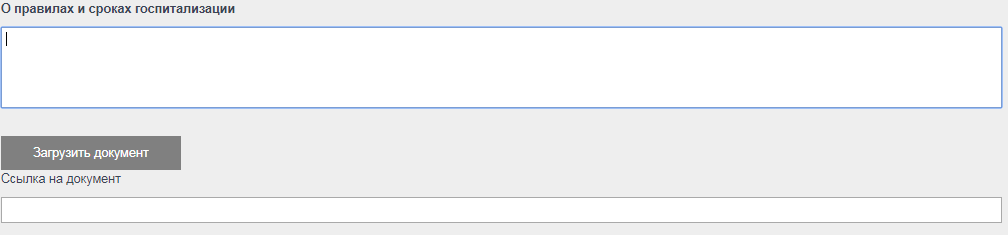 О правилах и сроках госпитализации
Загрузить документ
Ссылка на документ